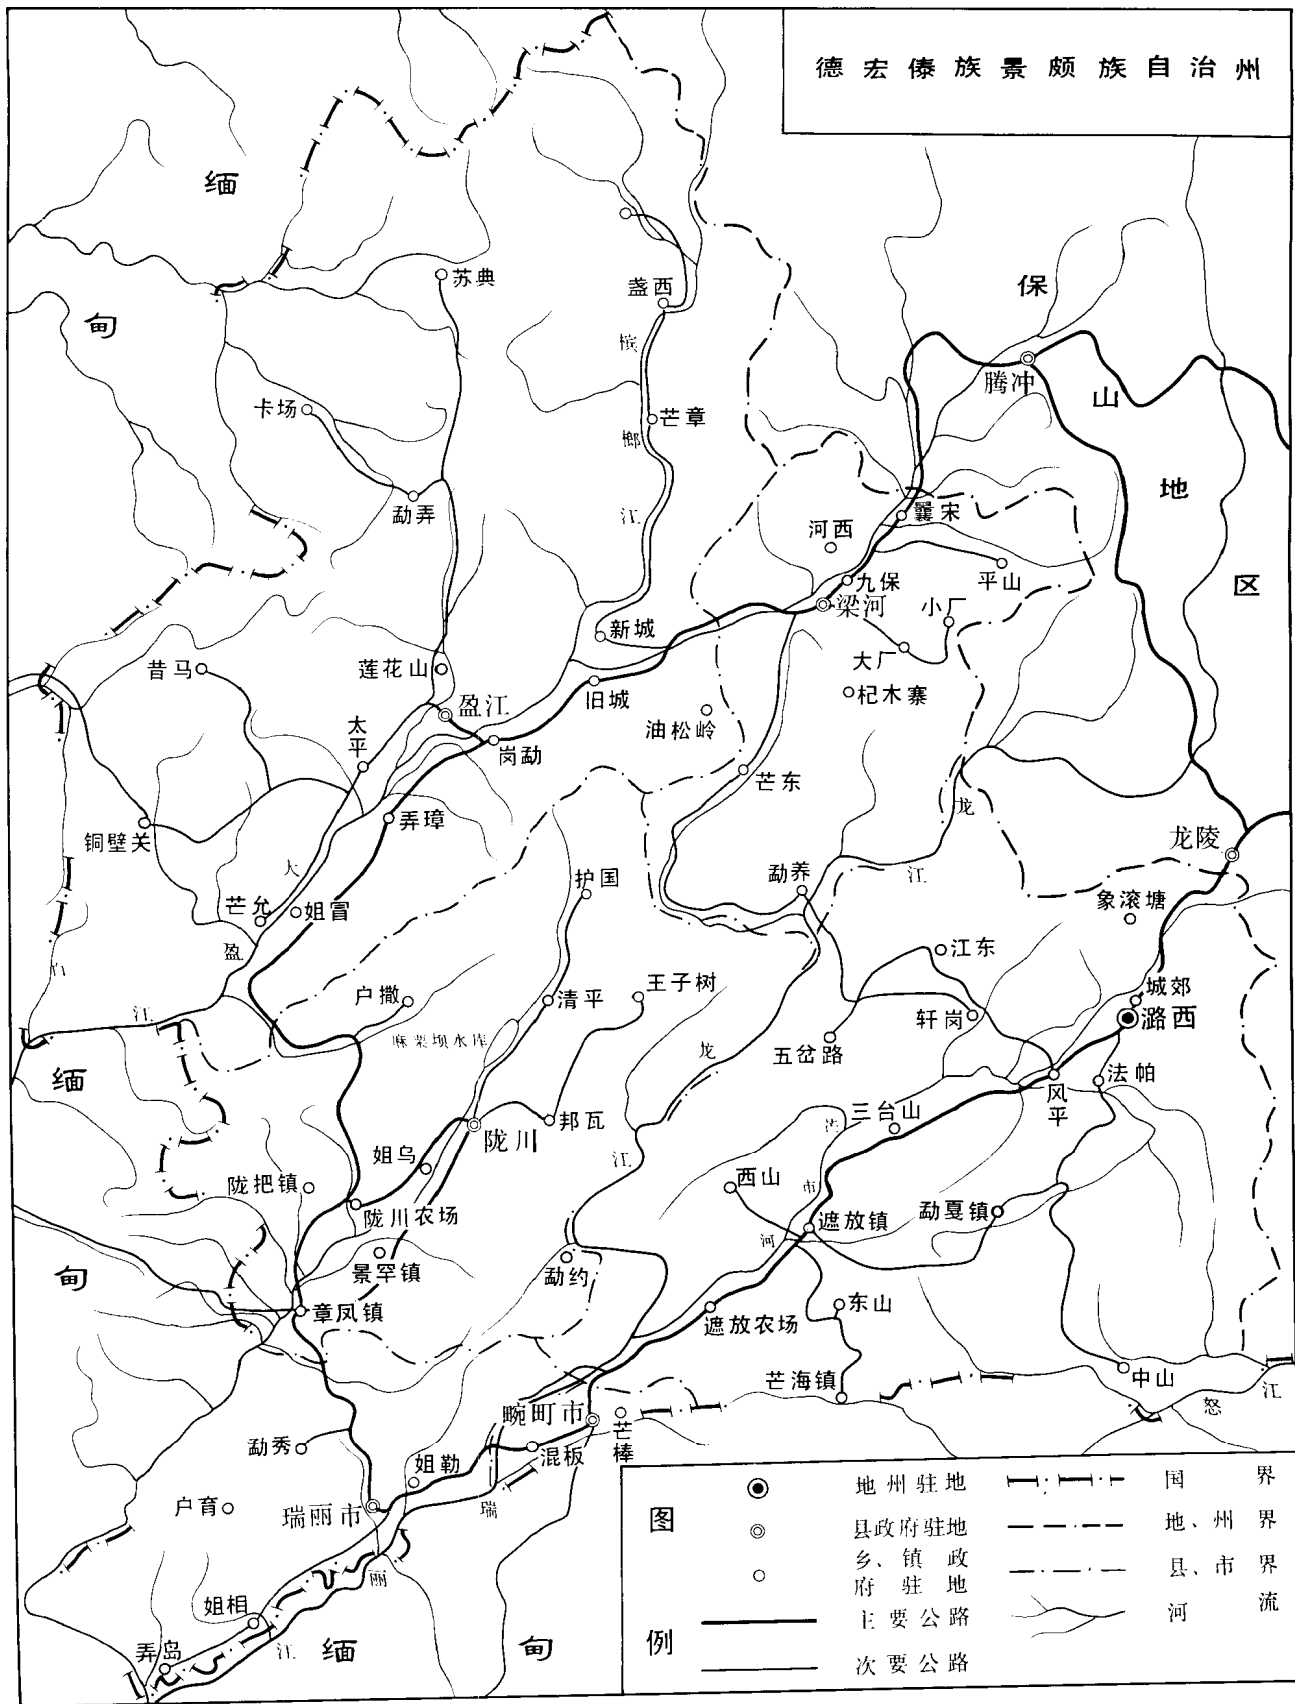 德宏傣族景颇族自治州
缅
甸
苏典
盏西
槟
榔
江
保
山
地
区
腾冲
卡场
芒章
勐弄
囊宋
河西
九保
平山
梁河
小厂
新城
大厂
昔马
莲花山
旧城
杞木寨
盈江
油松岭
太平
岗勐
芒东
铜壁关
弄璋
龙
江
龙陵
大
盈
江
护国
勐养
象滚塘
芒允
姐冒
江东
户撒
清平
王子树
城郊
潞西
轩岗
麻栗坝水库
五岔路
龙
江
法帕
风平
缅
甸
三台山
芒
市
河
邦瓦
陇川
姐乌
陇把镇
西山
陇川农场
遮放镇
勐戛镇
景罕镇
勐约
章凤镇
遮放农场
东山
芒海镇
中山
怒
江
畹町市
芒棒
勐秀
姐勒
混板
户育
瑞丽市
瑞
丽
江
姐相
弄岛
缅
甸
图例
地州驻地
县政府驻地
乡、镇政
府驻地
主要公路
次要公路
国界
地、州界
县、市界
河流